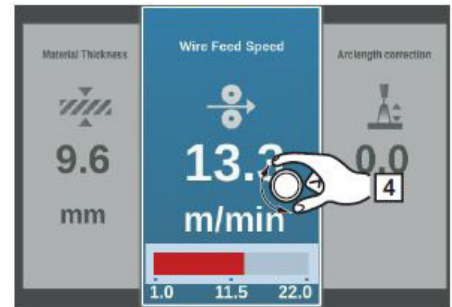 Material Thickness
9.6
mm
Wire Feed Speed
13.3
m/min
1.0 11.5 22.0
Arclength correction
0.0
4